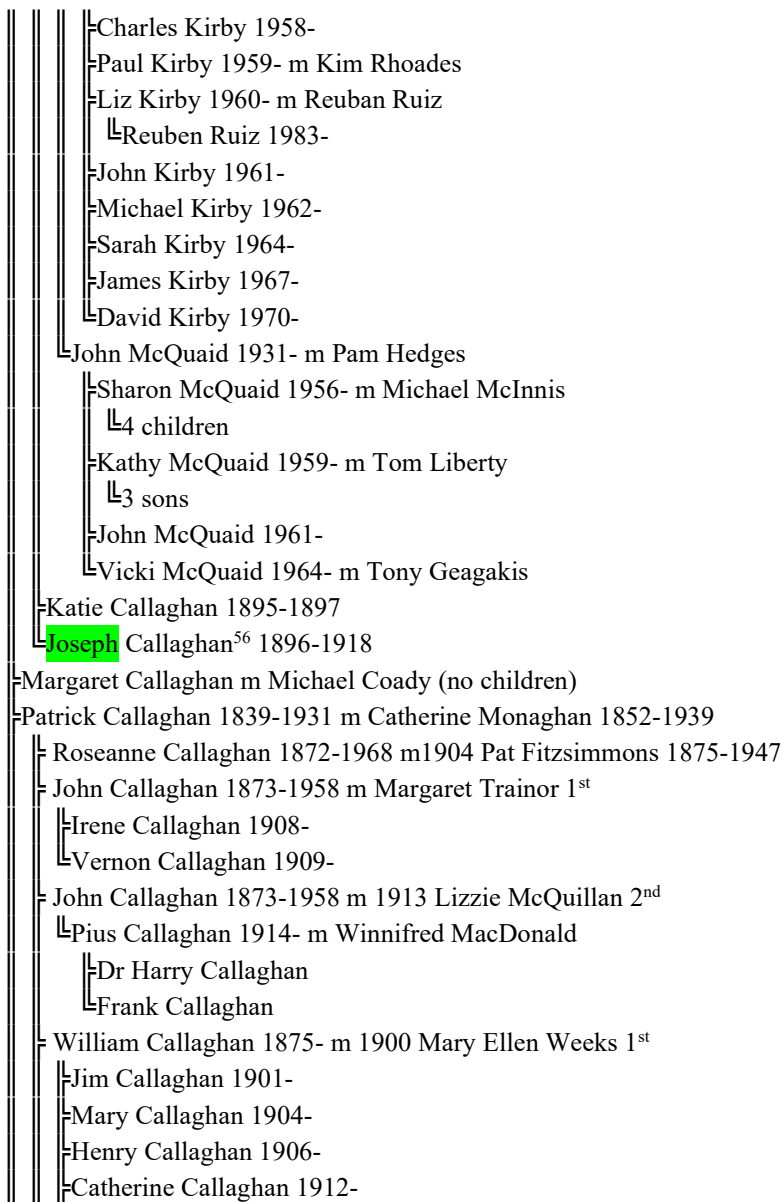 ║ ║ ║ ╠Charles Kirby 1958-
║ ║ ║ ╠Paul Kirby 1959- m Kim Rhoades
║ ║ ║ ╠Liz Kirby 1960- m Reuban Ruiz
║ ║ ║ ║ ╚Reuben Ruiz 1983-
║ ║ ║ ╠John Kirby 1961-
║ ║ ║ ╠Michael Kirby 1962-
║ ║ ║ ╠Sarah Kirby 1964-
║ ║ ║ ╠James Kirby 1967-
║ ║ ║ ╚David Kirby 1970-
║ ║ ╚John McQuaid 1931- m Pam Hedges
║ ║ ╠Sharon McQuaid 1956- m Michael McInnis
║ ║ ║ ╚4 children
║ ║ ╠Kathy McQuaid 1959- m Tom Liberty
║ ║ ║ ╚3 sons
║ ║ ╠John McQuaid 1961-
║ ║ ╚Vicki McQuaid 1964- m Tony Geagakis
║ ╠Katie Callaghan 1895-1897
║ ╚Joseph Callaghan⁵⁶ 1896-1918
╠Margaret Callaghan m Michael Coady (no children)
╠Patrick Callaghan 1839-1931 m Catherine Monaghan 1852-1939
║ ╠ Roseanne Callaghan 1872-1968 m1904 Pat Fitzsimmons 1875-1947
║ ╠ John Callaghan 1873-1958 m Margaret Trainor 1st
║ ║ ╠Irene Callaghan 1908-
║ ║ ╚Vernon Callaghan 1909-
║ ╠ John Callaghan 1873-1958 m 1913 Lizzie McQuillan 2nd
║ ║ ╚Pius Callaghan 1914- m Winnifred MacDonald
║ ║ ╠Dr Harry Callaghan
║ ║ ╚Frank Callaghan
║ ╠ William Callaghan 1875- m 1900 Mary Ellen Weeks 1st
║ ║ ╠Jim Callaghan 1901-
║ ║ ╠Mary Callaghan 1904-
║ ║ ╠Henry Callaghan 1906-
║ ║ ╠Catherine Callaghan 1912-